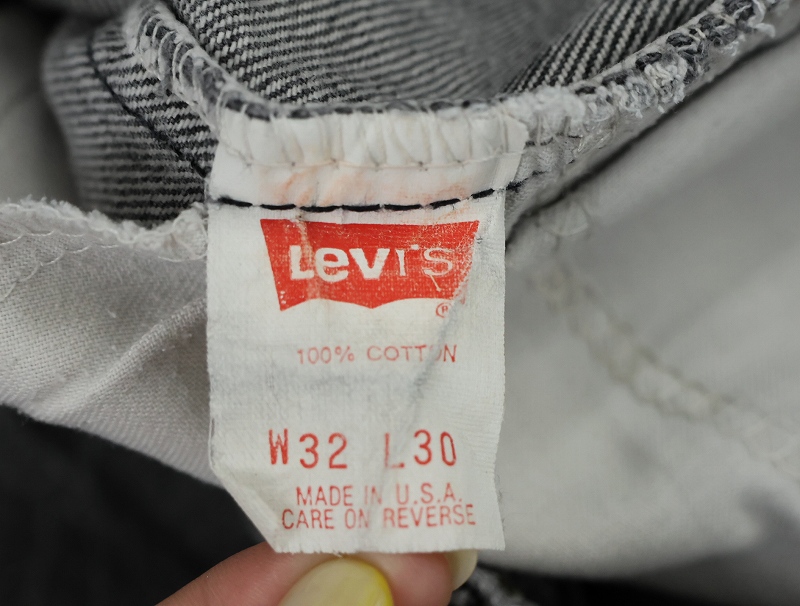 Levi's
®
100% COTTON
W32 L30
MADE IN U.S.A.
CARE ON REVERSE